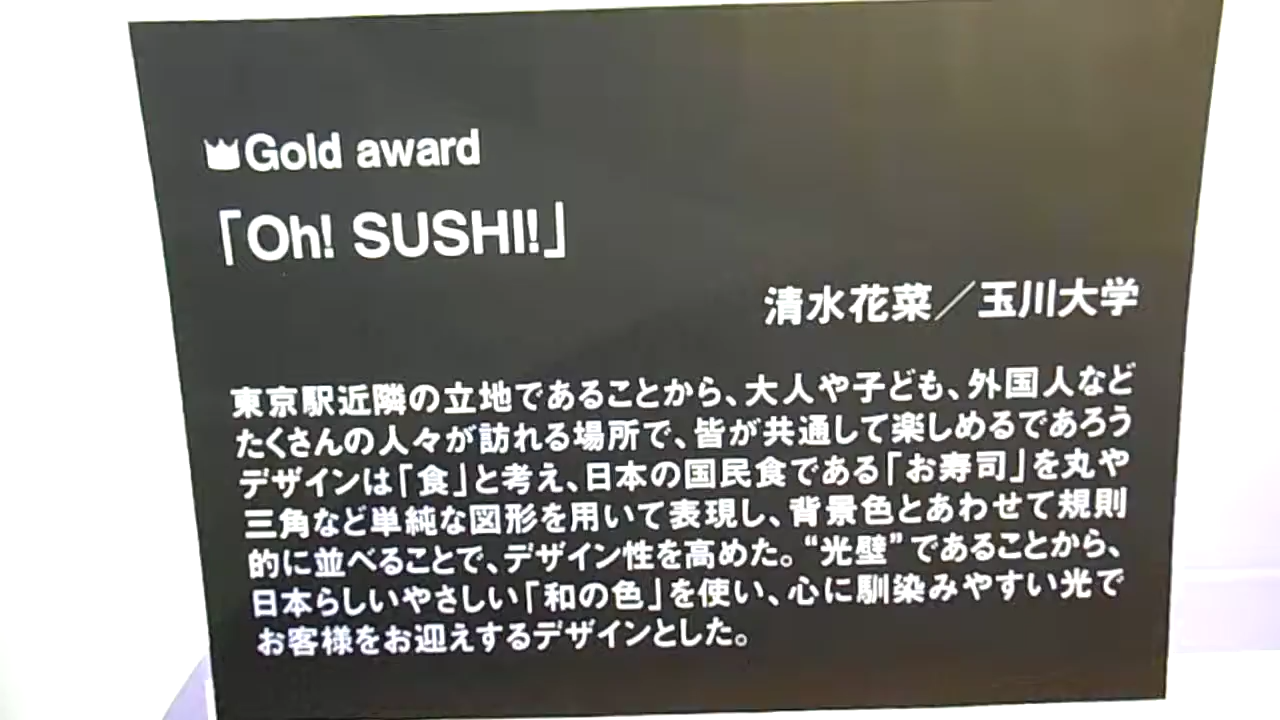 Gold award
「Oh! SUSHI!」
清水花菜／玉川大学
東京駅近隣の立地であることから、大人や子ども、外国人など
たくさんの人々が訪れる場所で、皆が共通して楽しめるであろう
デザインは「食」と考え、日本の国民食である「お寿司」を丸や
三角など単純な図形を用いて表現し、背景色とあわせて規則
的に並べることで、デザイン性を高めた。“光壁”であることから、
日本らしいやさしい「和の色」を使い、心に馴染みやすい光で
お客様をお迎えするデザインとした。